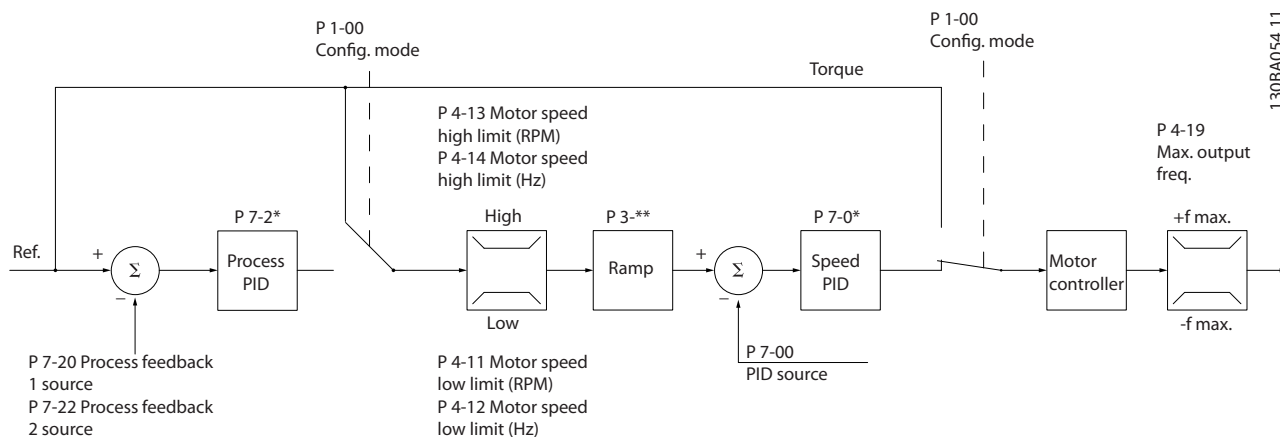 P 1-00
Config. mode
P 1-00
Config. mode
130BA054.11
Torque
P 4-13 Motor speed
high limit (RPM)
P 4-14 Motor speed
high limit (Hz)
P 4-19
Max. output
freq.
P 7-2*
High
P 3-**
P 7-0*
+f max.
Ref.
+
Σ
−
Process
PID
Ramp
+
Σ
−
Speed
PID
Motor
controller
Low
-f max.
P 7-20 Process feedback
1 source
P 7-22 Process feedback
2 source
P 4-11 Motor speed
low limit (RPM)
P 4-12 Motor speed
low limit (Hz)
P 7-00
PID source